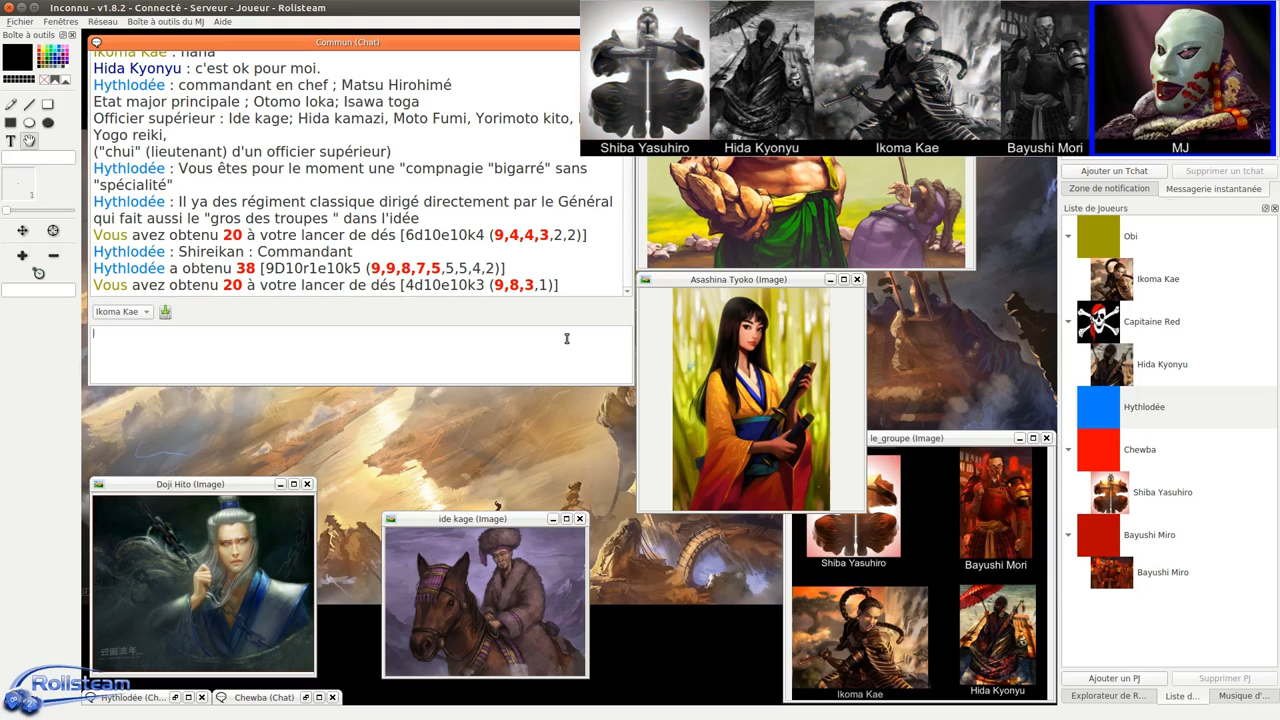 Inconnu - v1.8.2 - Connecté - Serveur - Joueur - Rolisteam
Fichier Fenêtres Réseau Boîte à outils du MJ Aide
Boîte à outils
T
1
Commun (Chat)
Ikoma Kae : haha
Hida Kyonyu : c'est ok pour moi.
Hythlodée : commandant en chef ; Matsu Hirohimé
Etat major principale ; Otomo Ioka; Isawa toga
Officier supérieur : Ide kage; Hida kamazi, Moto Fumi, Yorimoto kito,
Yogo reiki,
("chui" (lieutenant) d'un officier supérieur)
Hythlodée : Vous êtes pour le moment une "compnagie "bigarré" sans
"spécialité"
Hythlodée : Il ya des régiment classique dirigé directement par le Général
qui fait aussi le "gros des troupes " dans l'idée
Vous avez obtenu 20 à votre lancer de dés [6d10e10k4 (9,4,4,3,2,2)]
Hythlodée : Shireikan : Commandant
Hythlodée a obtenu 38 [9D10r1e10k5 (9,9,8,7,5,5,5,4,2)]
Vous avez obtenu 20 à votre lancer de dés [4d10e10k3 (9,8,3,1)]
Ikoma Kae
Shiba Yasuhiro
Hida Kyonyu
Ikoma Kae
Bayushi Mori
MJ
Asashina Tyoko (Image)
Doji Hito (Image)
ide kage (Image)
le_groupe (Image)
Shiba Yasuhiro
Bayushi Mori
Ikoma Kae
Hida Kyonyu
Ajouter un Tchat
Supprimer un tchat
Zone de notification
Messagerie instantanée
Liste de Joueurs
Obi
Ikoma Kae
Capitaine Red
Hida Kyonyu
Hythlodée
Chewba
Shiba Yasuhiro
Bayushi Miro
Bayushi Miro
Ajouter un PJ
Supprimer PJ
Explorateur de R...
Liste d...
Musique d'...
Rolisteam
Hythlodée (Ch...
Chewba (Chat)